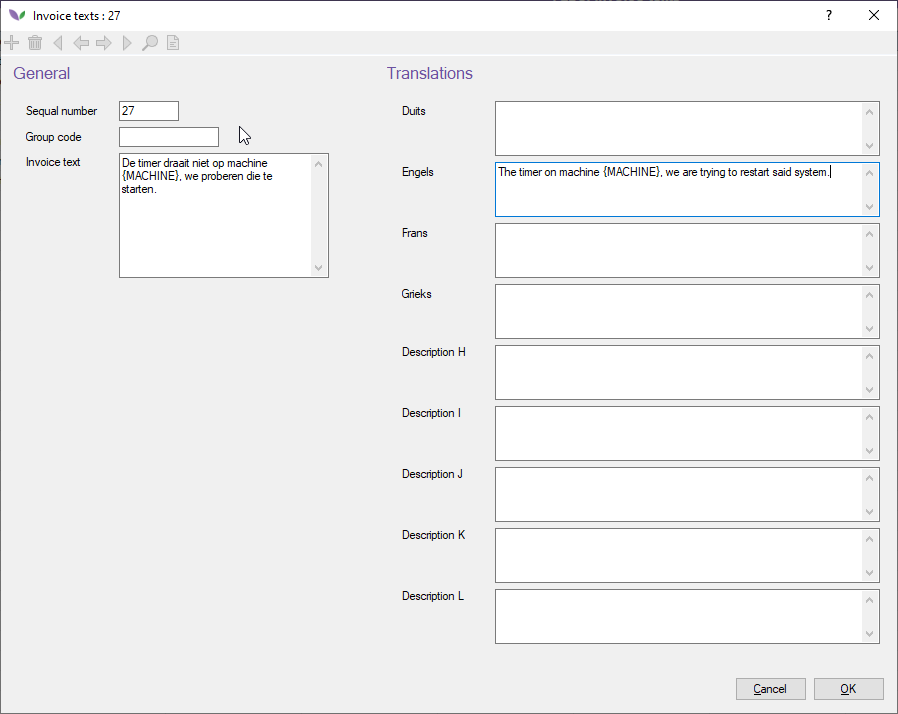 Invoice texts : 27
?
General
Sequal number
27
Group code
Invoice text
De timer draait niet op machine
{MACHINE}, we proberen die te
starten.
Translations
Duits
Engels
The timer on machine {MACHINE}, we are trying to restart said system.
Frans
Grieks
Description H
Description I
Description J
Description K
Description L
Cancel
OK